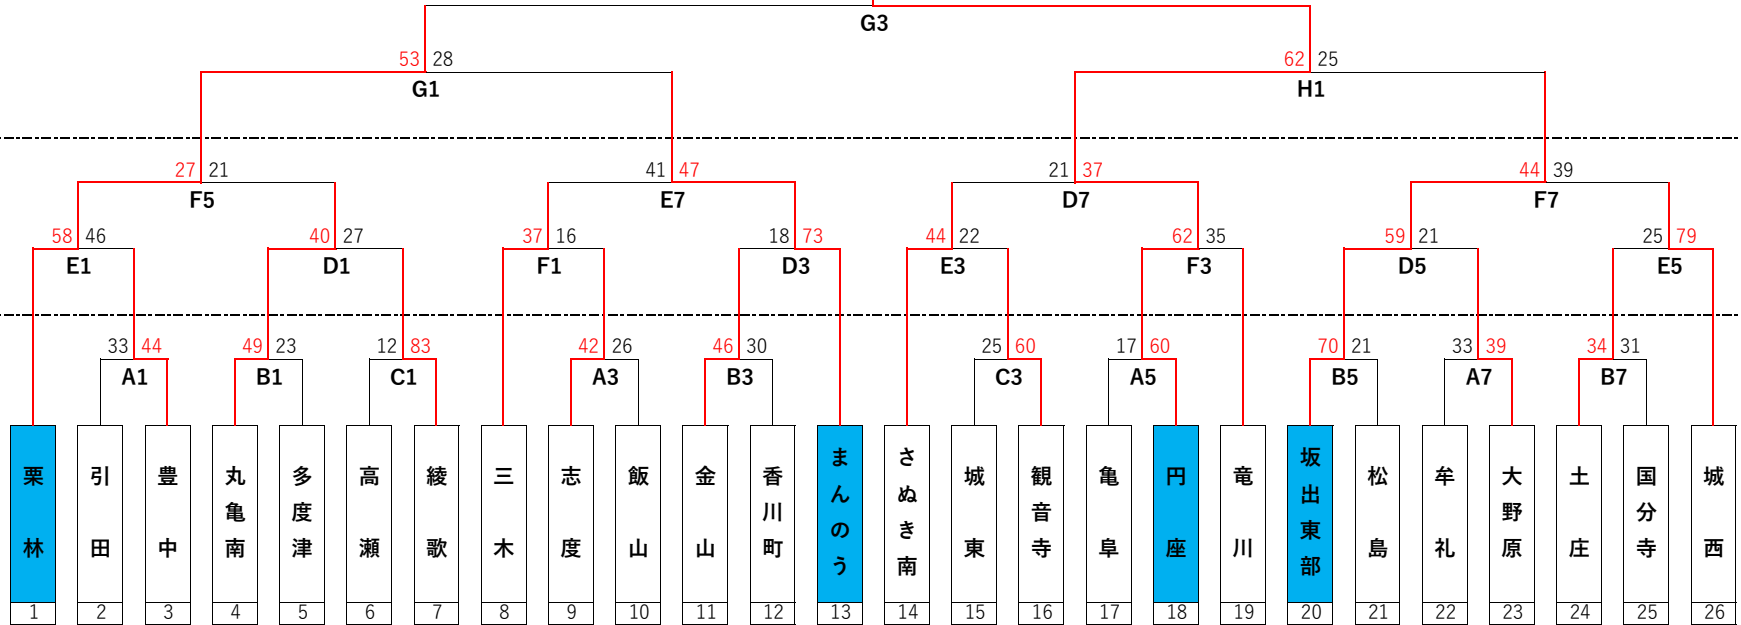 G3
53 28
62 25
G1
H1
27 21
41 47
21 37
44 39
F5
E7
D7
F7
58 46
40 27
37 16
18 73
44 22
62 35
59 21
25 79
E1
D1
F1
D3
E3
F3
D5
E5
33 44
49 23
12 83
42 26
46 30
25 60
17 60
70 21
33 39
34 31
A1
B1
C1
A3
B3
C3
A5
B5
A7
B7
栗林
引田
豊中
丸亀南
多度津
高瀬
綾歌
三木
志度
飯山
金山
香川町
まんのう
さぬき南
城東
観音寺
亀阜
円座
竜川
坂出東部
松島
牟礼
大野原
土庄
国分寺
城西
1 2 3 4 5 6 7 8 9 10 11 12 13 14 15 16 17 18 19 20 21 22 23 24 25 26